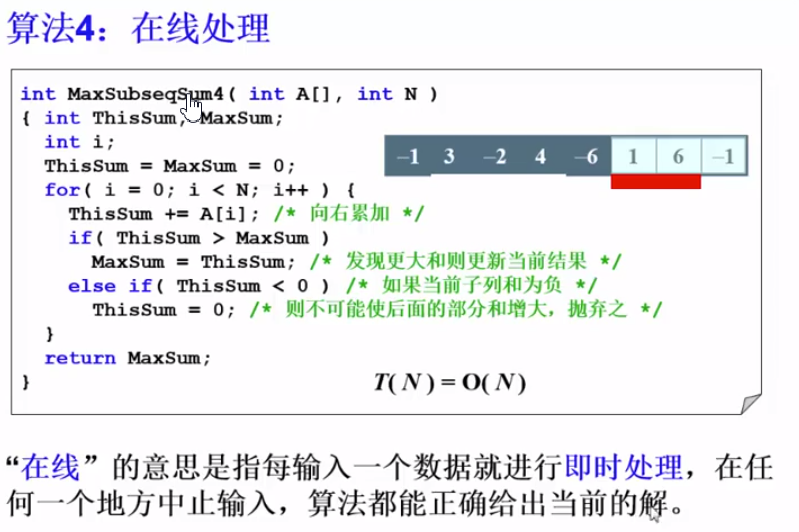 算法4：在线处理
int MaxSubseqSum4( int A[], int N )
{ int ThisSum, MaxSum;
int i;
ThisSum = MaxSum = 0;
for( i = 0; i < N; i++ ) {
ThisSum += A[i]; /* 向右累加 */
if( ThisSum > MaxSum )
MaxSum = ThisSum; /* 发现更大和则更新当前结果 */
else if( ThisSum < 0 ) /* 如果当前子列和为负 */
ThisSum = 0; /* 则不可能使后面的部分和增大，抛弃之 */
}
return MaxSum;
}
–1 3 –2 4 –6 1 6 –1
T( N ) = O( N )
“在线”的意思是指每输入一个数据就进行即时处理，在任
何一个地方中止输入，算法都能正确给出当前的解。